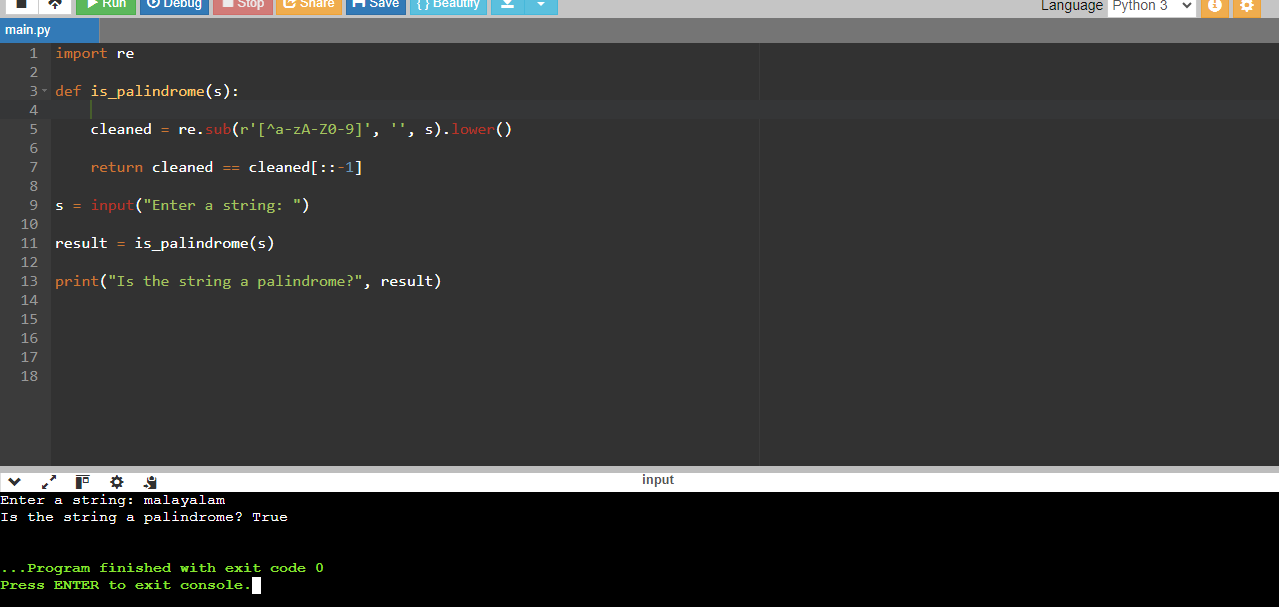 Run Debug Stop Share Save { } Beautify Language Python 3
main.py
1 import re
2
3 def is_palindrome(s):
4
5 cleaned = re.sub(r'[^a-zA-Z0-9]', '', s).lower()
6
7 return cleaned == cleaned[::-1]
8
9 s = input("Enter a string: ")
10
11 result = is_palindrome(s)
12
13 print("Is the string a palindrome?", result)
14
15
16
17
18
input
Enter a string: malayalam
Is the string a palindrome? True
...Program finished with exit code 0
Press ENTER to exit console.